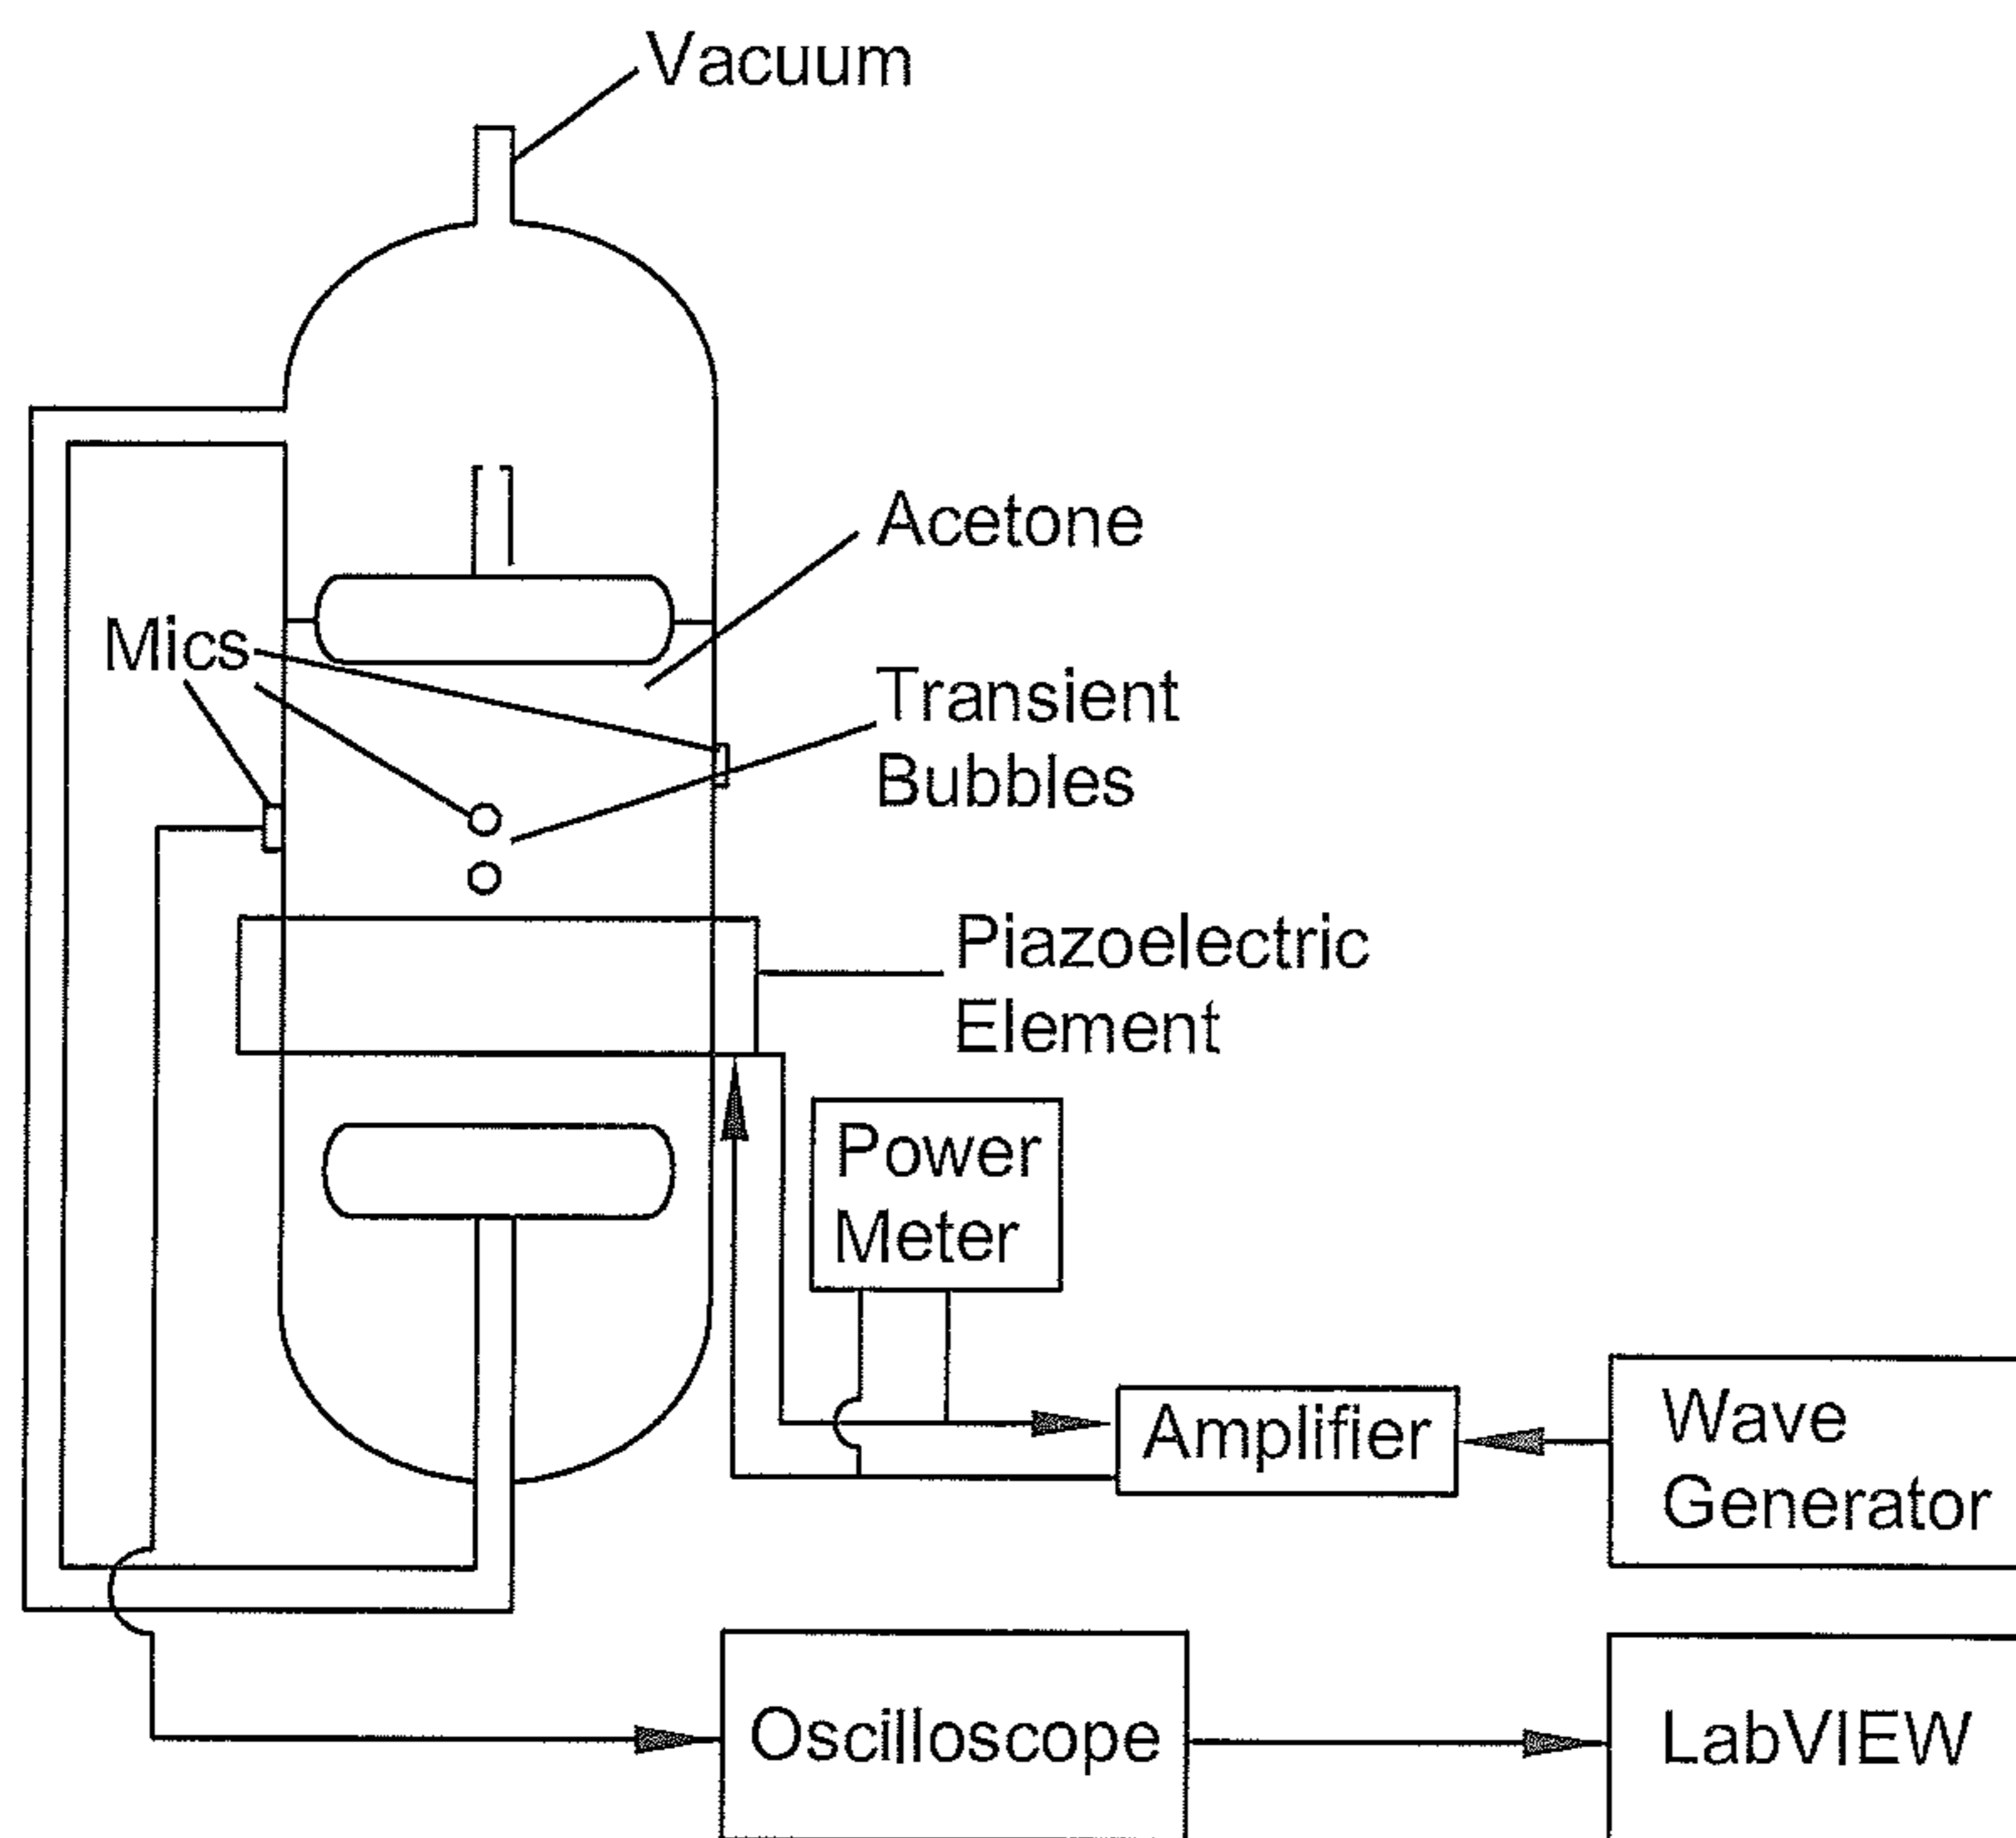 Vacuum
Acetone
Mics
Transient
Bubbles
Piazoelectric
Element
Power
Meter
Amplifier
Wave
Generator
Oscilloscope
LabVIEW